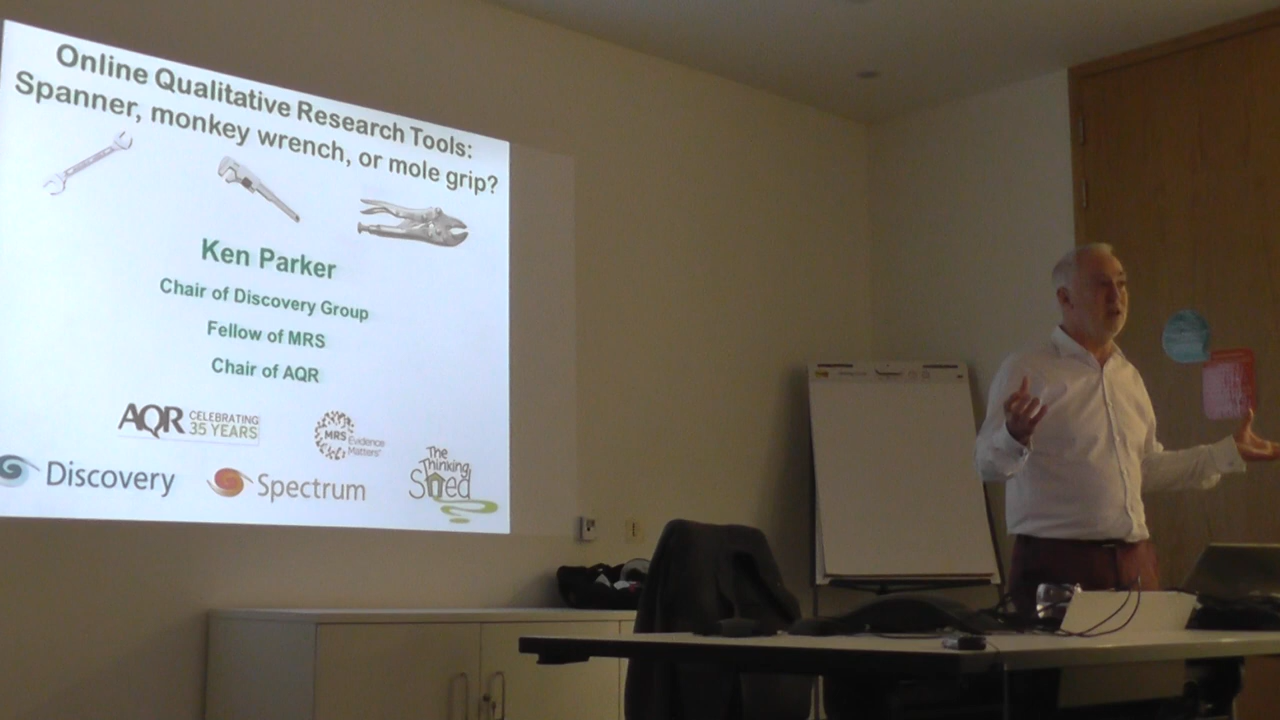 Online Qualitative Research Tools:
Spanner, monkey wrench, or mole grip?
Ken Parker
Chair of Discovery Group
Fellow of MRS
Chair of AQR
AQR CELEBRATING
35 YEARS
MRS Evidence
Matters
Discovery
Spectrum
The
Thinking
Shed